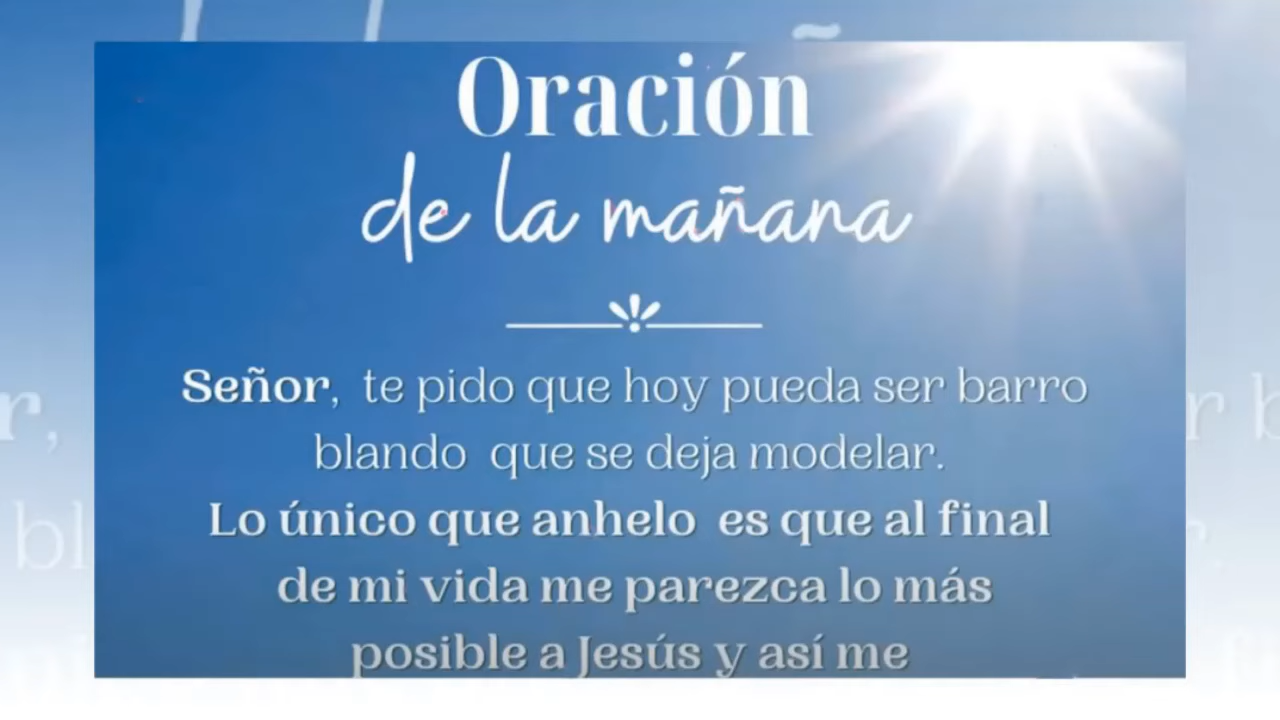 Oración
de la mañana
Señor, te pido que hoy pueda ser barro
blando que se deja modelar.
Lo único que anhelo es que al final
de mi vida me parezca lo más
posible a Jesús y así me